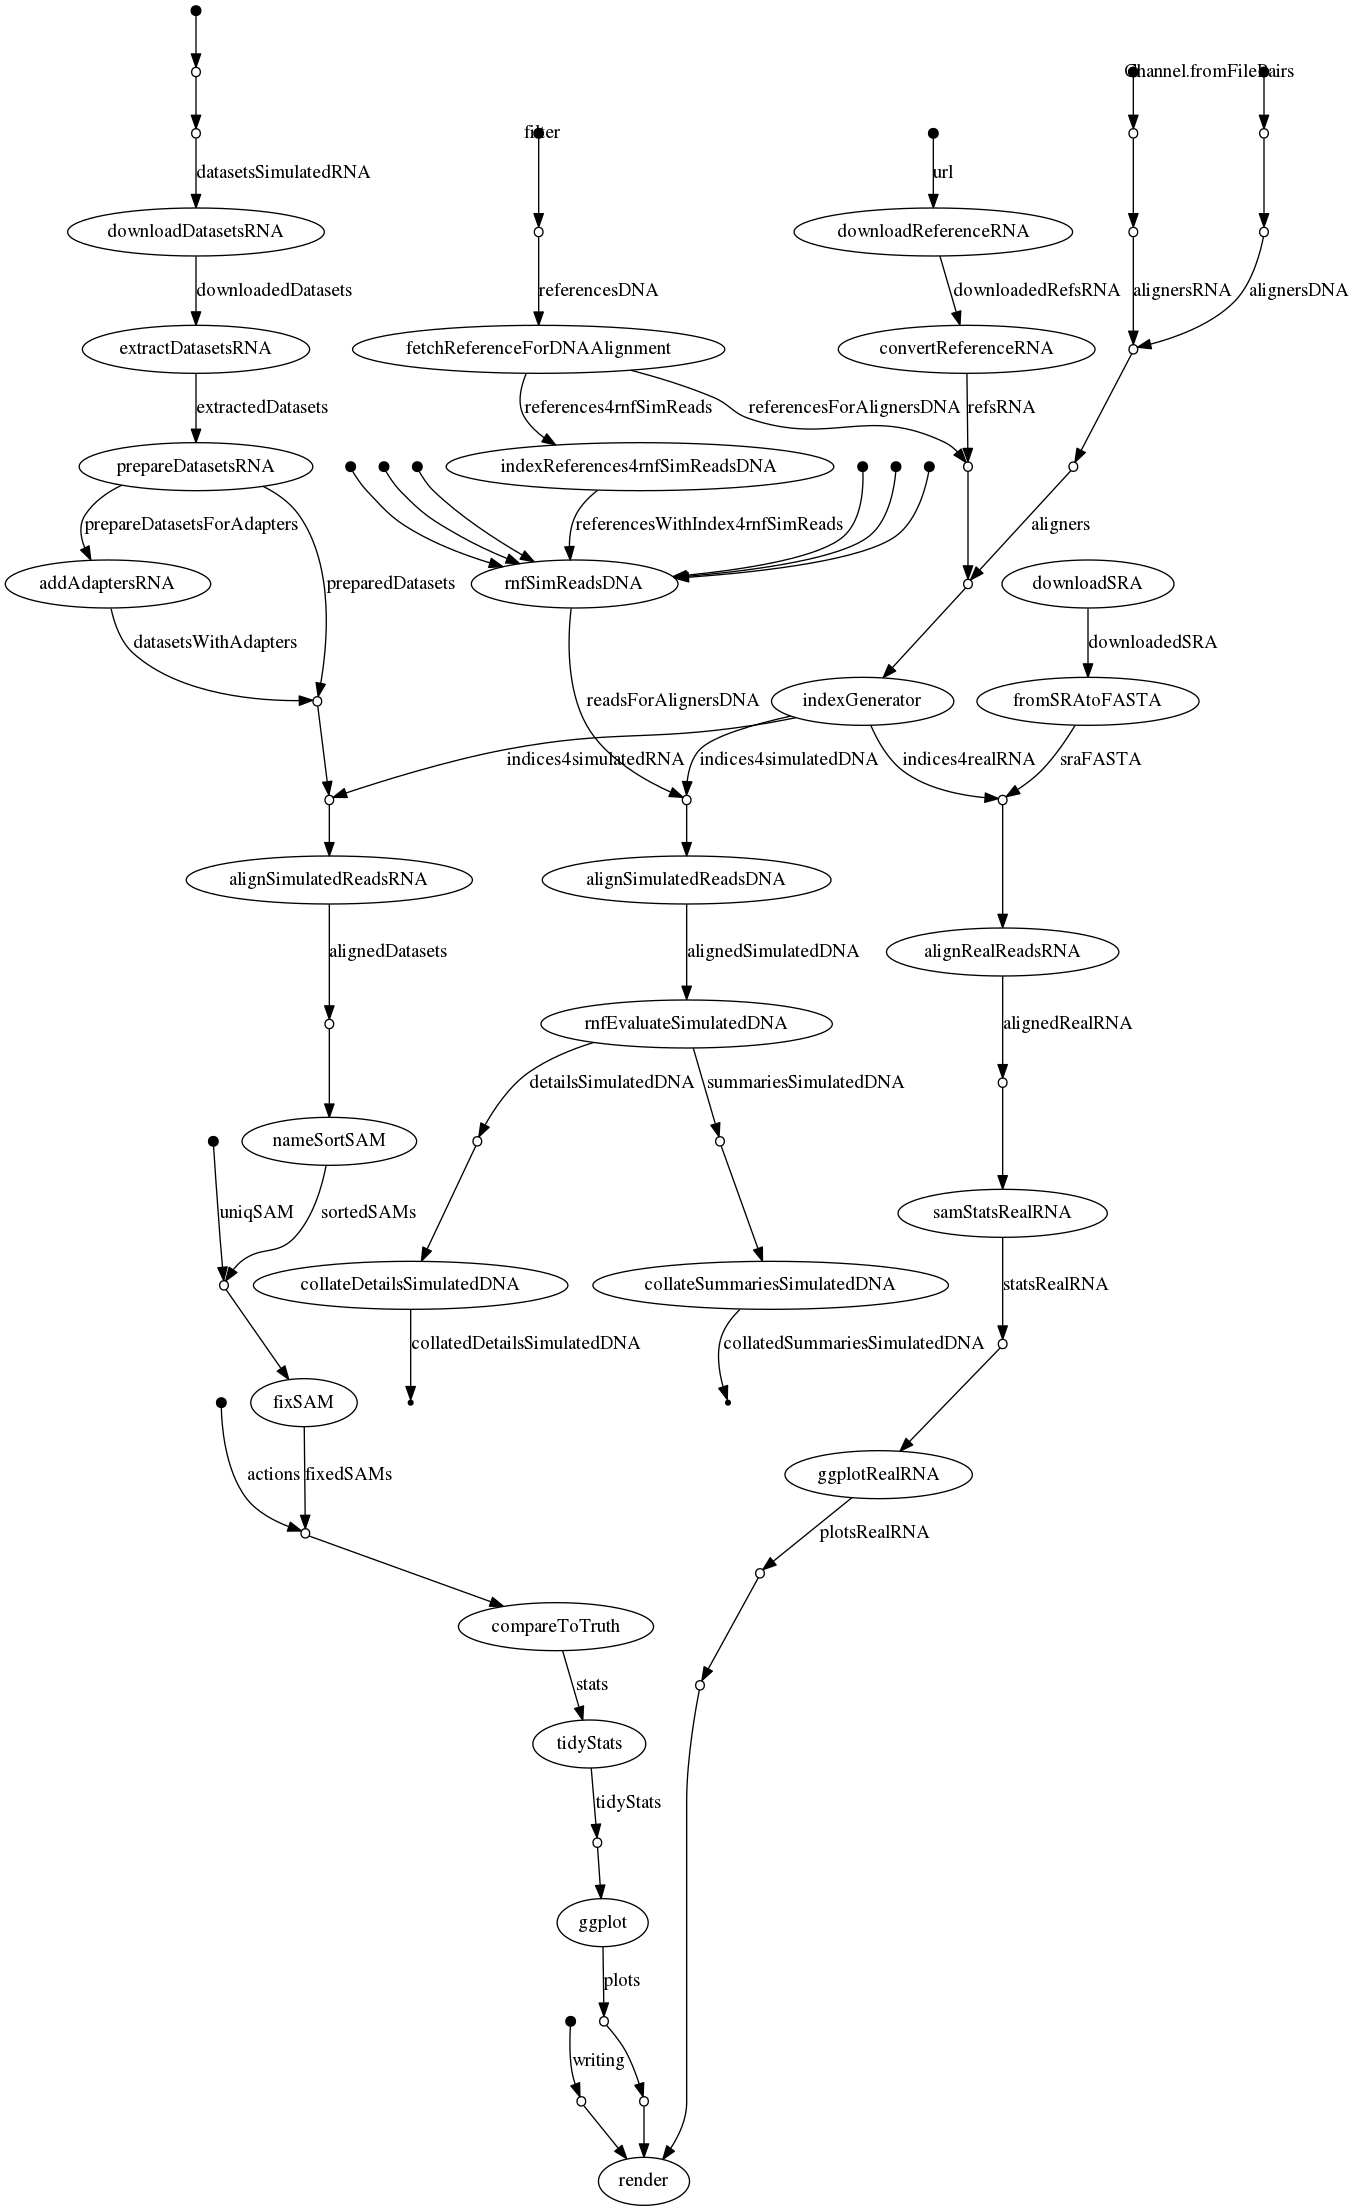 Channel.fromFilePairs
filter
datasetsSimulatedRNA
url
downloadDatasetsRNA
downloadReferenceRNA
downloadedDatasets
referencesDNA
downloadedRefsRNA
alignersRNA
alignersDNA
extractDatasetsRNA
fetchReferenceForDNAAlignment
convertReferenceRNA
extractedDatasets
references4rnfSimReads
referencesForAlignersDNA
refsRNA
prepareDatasetsRNA
indexReferences4rnfSimReadsDNA
prepareDatasetsForAdapters
referencesWithIndex4rnfSimReads
aligners
addAdaptersRNA
preparedDatasets
rnfSimReadsDNA
downloadSRA
datasetsWithAdapters
downloadedSRA
readsForAlignersDNA
indexGenerator
fromSRAtoFASTA
indices4simulatedRNA
indices4simulatedDNA
indices4realRNA
sraFASTA
alignSimulatedReadsRNA
alignSimulatedReadsDNA
alignedDatasets
alignedSimulatedDNA
alignRealReadsRNA
rnfEvaluateSimulatedDNA
alignedRealRNA
detailsSimulatedDNA
summariesSimulatedDNA
nameSortSAM
uniqSAM
sortedSAMs
samStatsRealRNA
collateDetailsSimulatedDNA
collateSummariesSimulatedDNA
statsRealRNA
collatedDetailsSimulatedDNA
collatedSummariesSimulatedDNA
fixSAM
actions
fixedSAMs
ggplotRealRNA
plotsRealRNA
compareToTruth
stats
tidyStats
tidyStats
ggplot
plots
writing
render